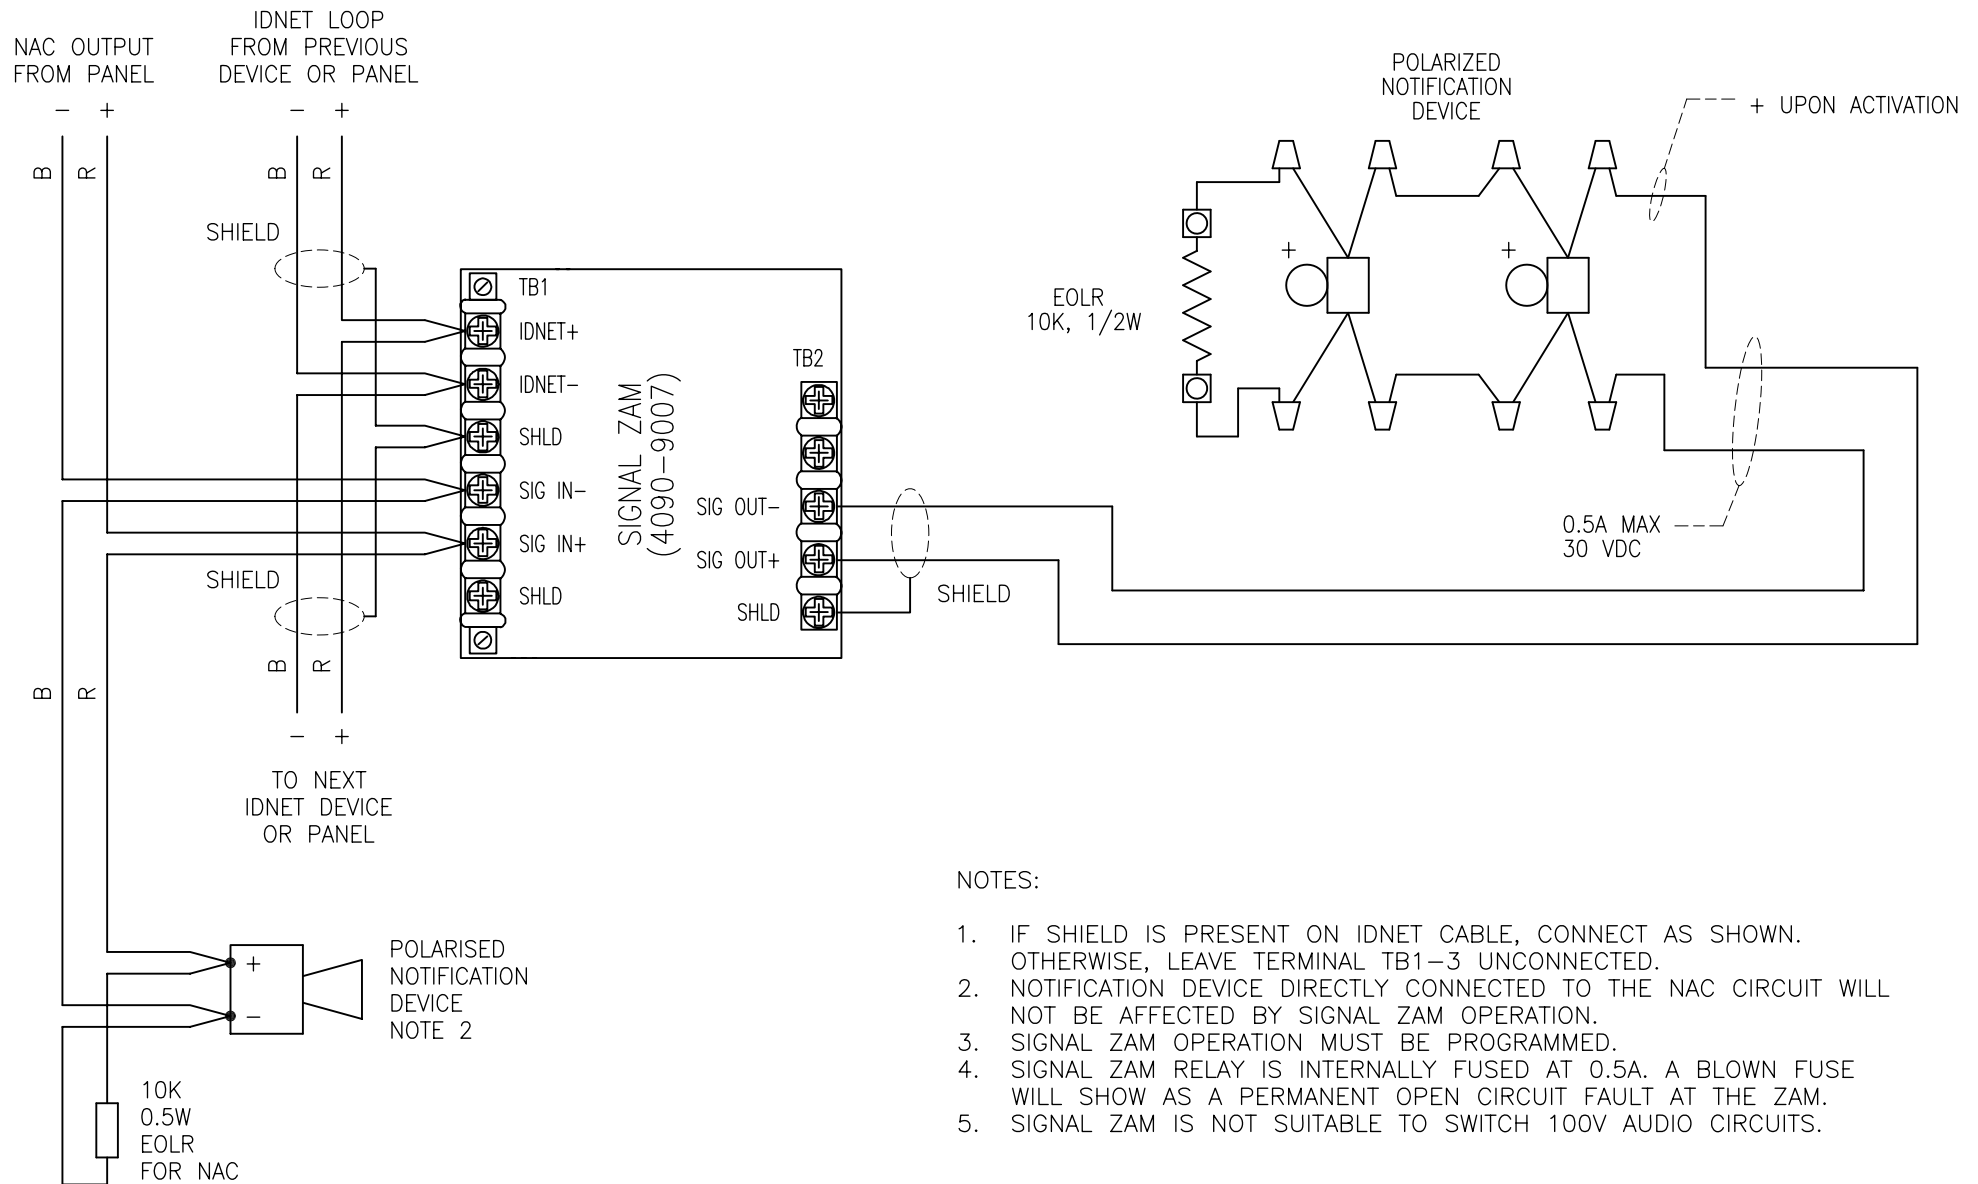 NAC OUTPUT
FROM PANEL
- +
IDNET LOOP
FROM PREVIOUS
DEVICE OR PANEL
- +
B R
B R
SHIELD
POLARIZED
NOTIFICATION
DEVICE
+ UPON ACTIVATION
+
+
EOLR
10K, 1/2W
0.5A MAX
30 VDC
TB1
IDNET+
IDNET-
SHLD
SIG IN-
SIG IN+
SHLD
SIGNAL ZAM
(4090-9007)
TB2
SIG OUT-
SIG OUT+
SHLD
SHIELD
SHIELD
B R
B R
- +
TO NEXT
IDNET DEVICE
OR PANEL
+
-
POLARISED
NOTIFICATION
DEVICE
NOTE 2
10K
0.5W
EOLR
FOR NAC
NOTES:
1. IF SHIELD IS PRESENT ON IDNET CABLE, CONNECT AS SHOWN.
OTHERWISE, LEAVE TERMINAL TB1-3 UNCONNECTED.
2. NOTIFICATION DEVICE DIRECTLY CONNECTED TO THE NAC CIRCUIT WILL
NOT BE AFFECTED BY SIGNAL ZAM OPERATION.
3. SIGNAL ZAM OPERATION MUST BE PROGRAMMED.
4. SIGNAL ZAM RELAY IS INTERNALLY FUSED AT 0.5A. A BLOWN FUSE
WILL SHOW AS A PERMANENT OPEN CIRCUIT FAULT AT THE ZAM.
5. SIGNAL ZAM IS NOT SUITABLE TO SWITCH 100V AUDIO CIRCUITS.